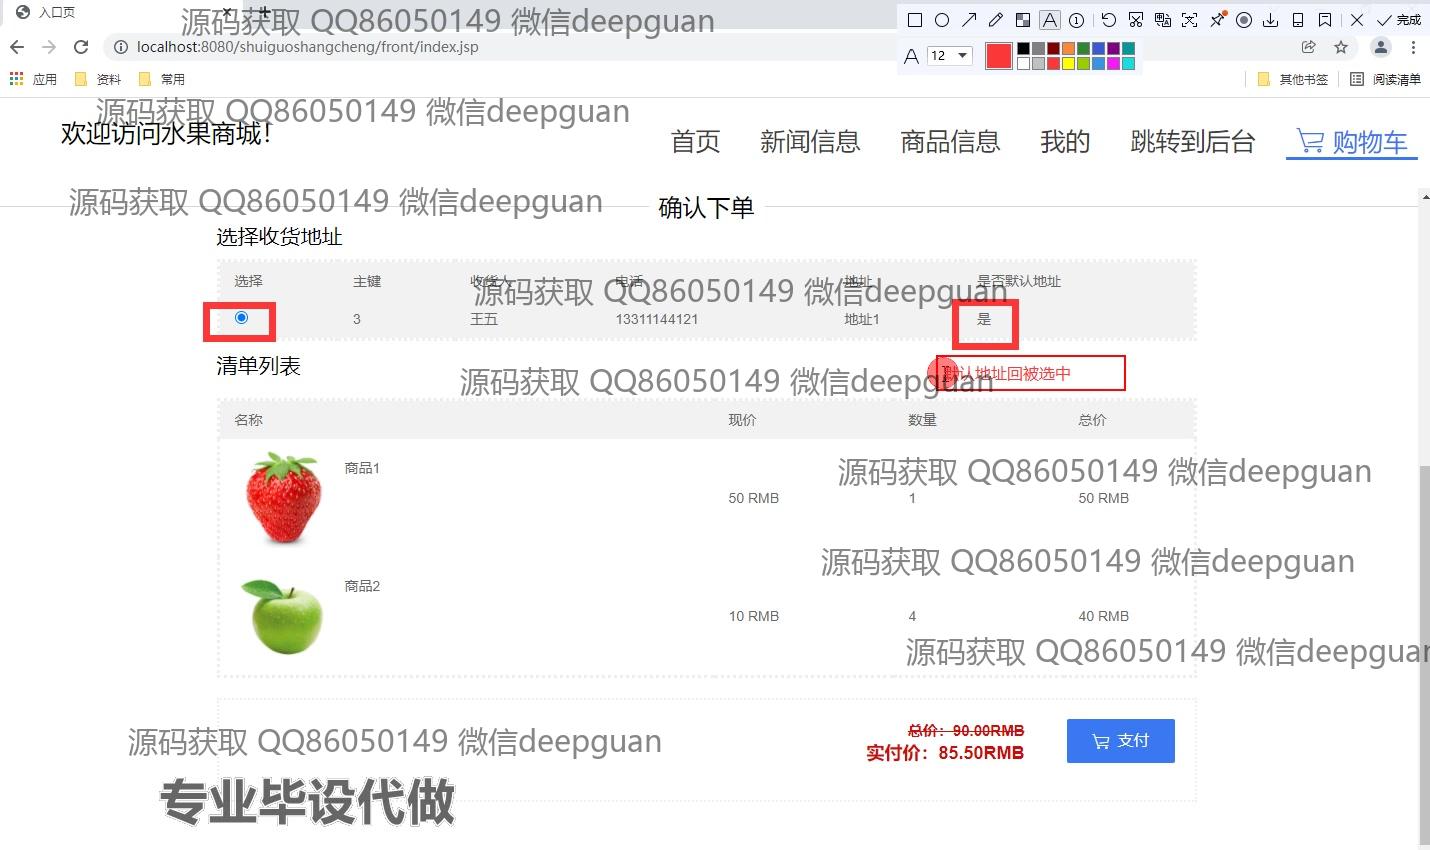 入口页
源码获取 QQ86050149 微信deepguan
12
完成
localhost:8080/shuiguoshangcheng/front/index.jsp
应用 资料 常用 其他书签 阅读清单
源码获取 QQ86050149 微信deepguan
欢迎访问水果商城！
首页 新闻信息 商品信息 我的 跳转到后台 购物车
源码获取 QQ86050149 微信deepguan
确认下单
选择收货地址
选择 主键 收货人 电话 地址 是否默认地址
源码获取 QQ86050149 微信deepguan
3 王五 13311144121 地址1 是
清单列表
默认地址回被选中
源码获取 QQ86050149 微信deepguan
名称 现价 数量 总价
商品1
源码获取 QQ86050149 微信deepguan
50 RMB 1 50 RMB
源码获取 QQ86050149 微信deepguan
商品2
10 RMB 4 40 RMB
源码获取 QQ86050149 微信deepguan
总价：90.00RMB
源码获取 QQ86050149 微信deepguan
实付价：85.50RMB
支付
专业毕设代做